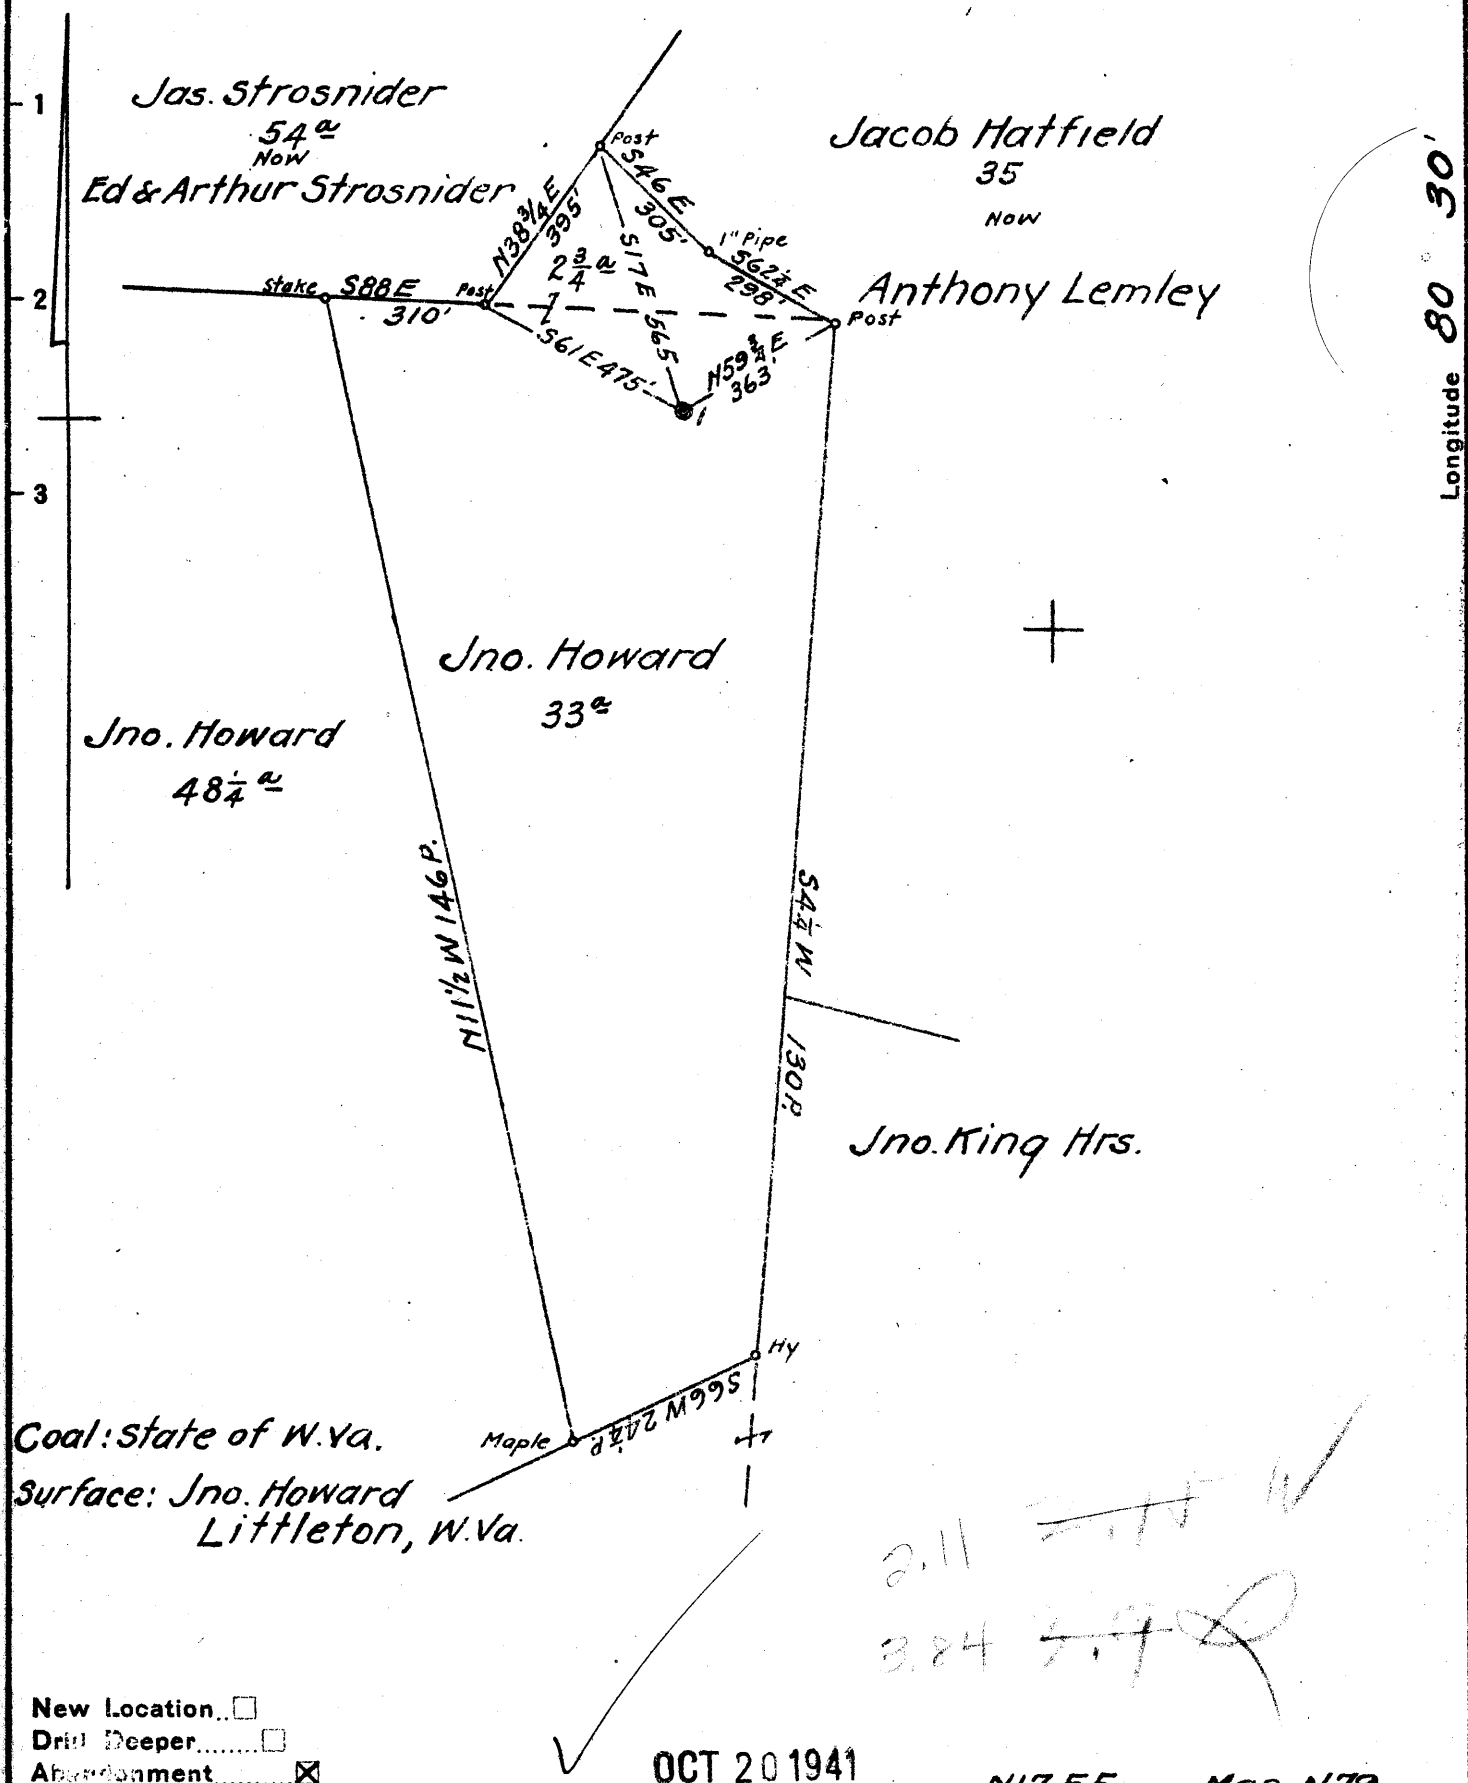 1
2
3
Jas. Strosnider
54 a
Now
Ed & Arthur Strosnider
Jacob Hatfield
35
Now
Anthony Lemley
Longitude 80° 30'
Post
N38 3/4 E
395'
S46 E
305'
1" Pipe
S62 1/4 E
298'
Post
2 3/4 a
S17E 565'
Stake
S88E
310'
Post
S61E 475'
N59 3/4 E
363'
1
Jno. Howard
33 a
Jno. Howard
48 1/4 a
N11 1/2 W 146 P.
S4 1/4 W 130 P.
Jno. King Hrs.
Hy
S66W 24 1/4 P.
Maple
Coal: State of W.Va.
Surface: Jno. Howard
Littleton, W.Va.
2.11
3.84
New Location
Drill Deeper
Abandonment
OCT 20 1941